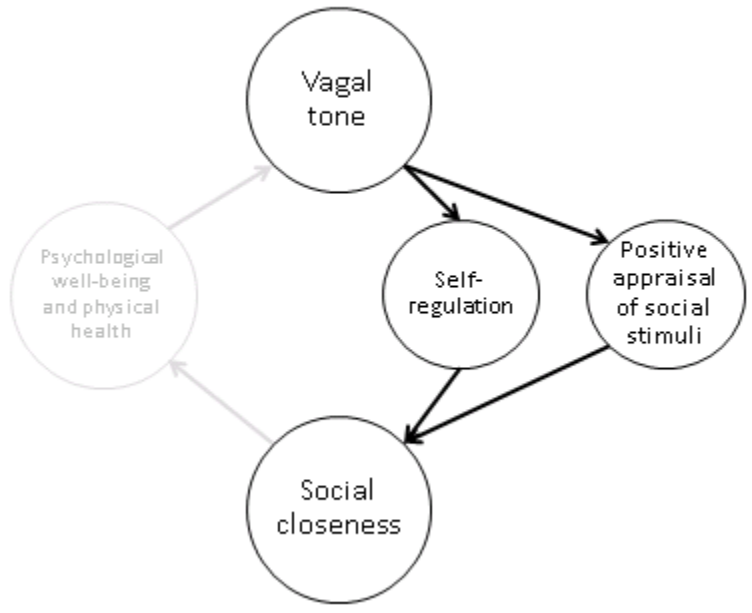 Vagal
tone
Psychological
well-being
and physical
health
Self-
regulation
Positive
appraisal
of social
stimuli
Social
closeness